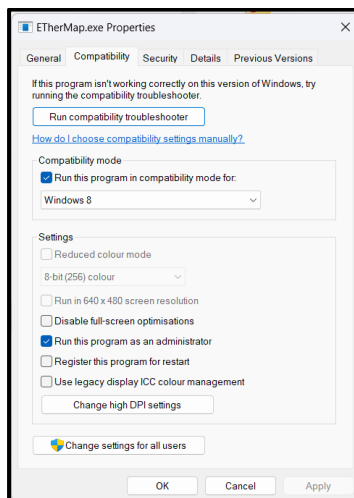 ETherMap.exe Properties
General Compatibility Security Details Previous Versions
If this program isn't working correctly on this version of Windows, try
running the compatibility troubleshooter.
Run compatibility troubleshooter
How do I choose compatibility settings manually?
Compatibility mode
Run this program in compatibility mode for:
Windows 8
Settings
Reduced colour mode
8-bit (256) colour
Run in 640 x 480 screen resolution
Disable full-screen optimisations
Run this program as an administrator
Register this program for restart
Use legacy display ICC colour management
Change high DPI settings
Change settings for all users
OK Cancel Apply